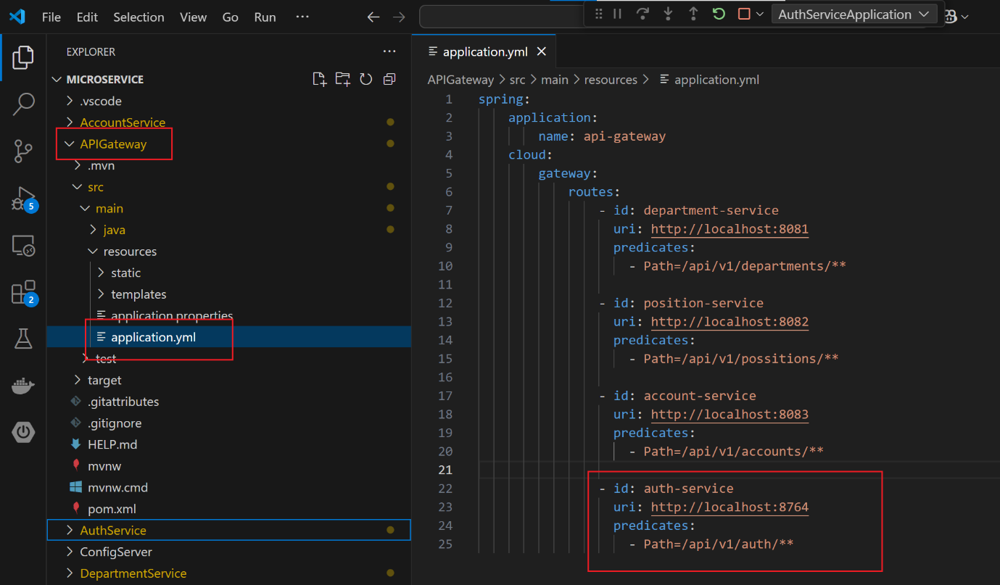 File Edit Selection View Go Run ···
AuthServiceApplication
EXPLORER
MICROSERVICE
.vscode
AccountService
APIGateway
.mvn
src
main
java
resources
static
templates
application.properties
application.yml
test
target
.gitattributes
.gitignore
HELP.md
mvnw
mvnw.cmd
pom.xml
AuthService
ConfigServer
DepartmentService
5
2
application.yml
APIGateway > src > main > resources > application.yml
1 spring:
2 application:
3 name: api-gateway
4 cloud:
5 gateway:
6 routes:
7 - id: department-service
8 uri: http://localhost:8081
9 predicates:
10 - Path=/api/v1/departments/**
11
12 - id: position-service
13 uri: http://localhost:8082
14 predicates:
15 - Path=/api/v1/possitions/**
16
17 - id: account-service
18 uri: http://localhost:8083
19 predicates:
20 - Path=/api/v1/accounts/**
21
22 - id: auth-service
23 uri: http://localhost:8764
24 predicates:
25 - Path=/api/v1/auth/**